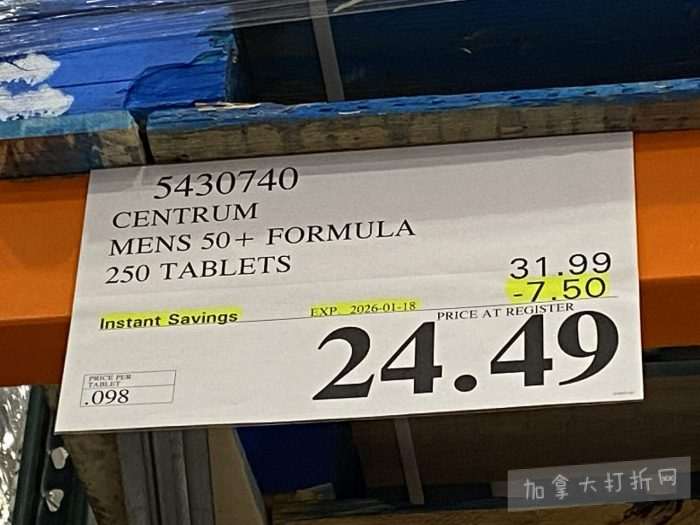 5430740
CENTRUM
MENS 50+ FORMULA
250 TABLETS
31.99
-7.50
Instant Savings
EXP. 2026-01-18
PRICE AT REGISTER
24.49
PRICE PER
TABLET
.098
加拿大打折网